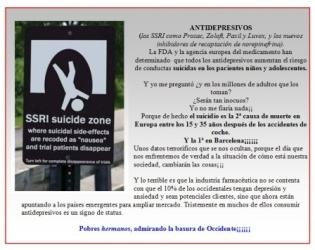 ANTIDEPRESIVOS
(los SSRI como Prozac, Zoloft, Paxil y Luvox, y los nuevos
inhibidores de recaptación de norepinefrina).
La FDA y la agencia europea del medicamento han
determinado que todos los antidepresivos aumentan el riesgo
de conductas suicidas en los pacientes niños y adolescentes.
Y yo me preguntó ¿y en los millones de adultos que los
toman?
¿Serán tan inocuos?
Yo no me fiaría nada¡¡
Porque de hecho el suicidio es la 2ª causa de muerte en
Europa entre los 15 y 35 años después de los accidentes de
coche.
Y la 1ª en Barcelona¡¡¡¡¡¡
Unos datos terroríficos que se nos ocultan, porque el día que
nos enfrentemos de verdad a la situación de cómo está nuestra
sociedad, cambiarán las cosas¡¡¡
Y lo terrible es que la industria farmacéutica no se contenta
con que el 10% de los occidentales tengan depresión y
ansiedad y sean potenciales clientes, sino que ahora están
apuntando a los países emergentes para ampliar mercado. Tristemente en muchos de ellos consumir
antidepresivos es un signo de status.
Pobres hermanos, admirando la basura de Occidente¡¡¡¡¡¡
SSRI suicide zone
where suicidal side-effects
are recoded as "nausea"
and trial patients disappear
Turn left for complete disappearance of trials